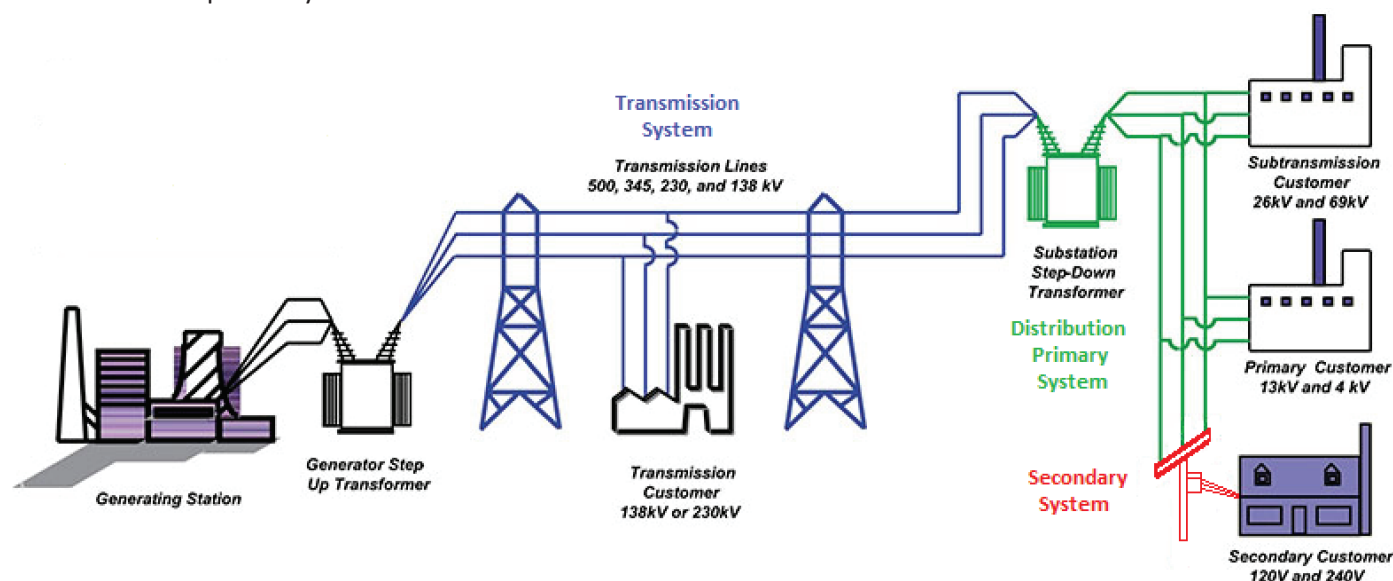 Transmission
System
Transmission Lines
500, 345, 230, and 138 kV
Subtransmission
Customer
26kV and 69kV
Substation
Step-Down
Transformer
Distribution
Primary
System
Primary Customer
13kV and 4 kV
Generating Station
Generator Step
Up Transformer
Transmission
Customer
138kV or 230kV
Secondary
System
Secondary Customer
120V and 240V